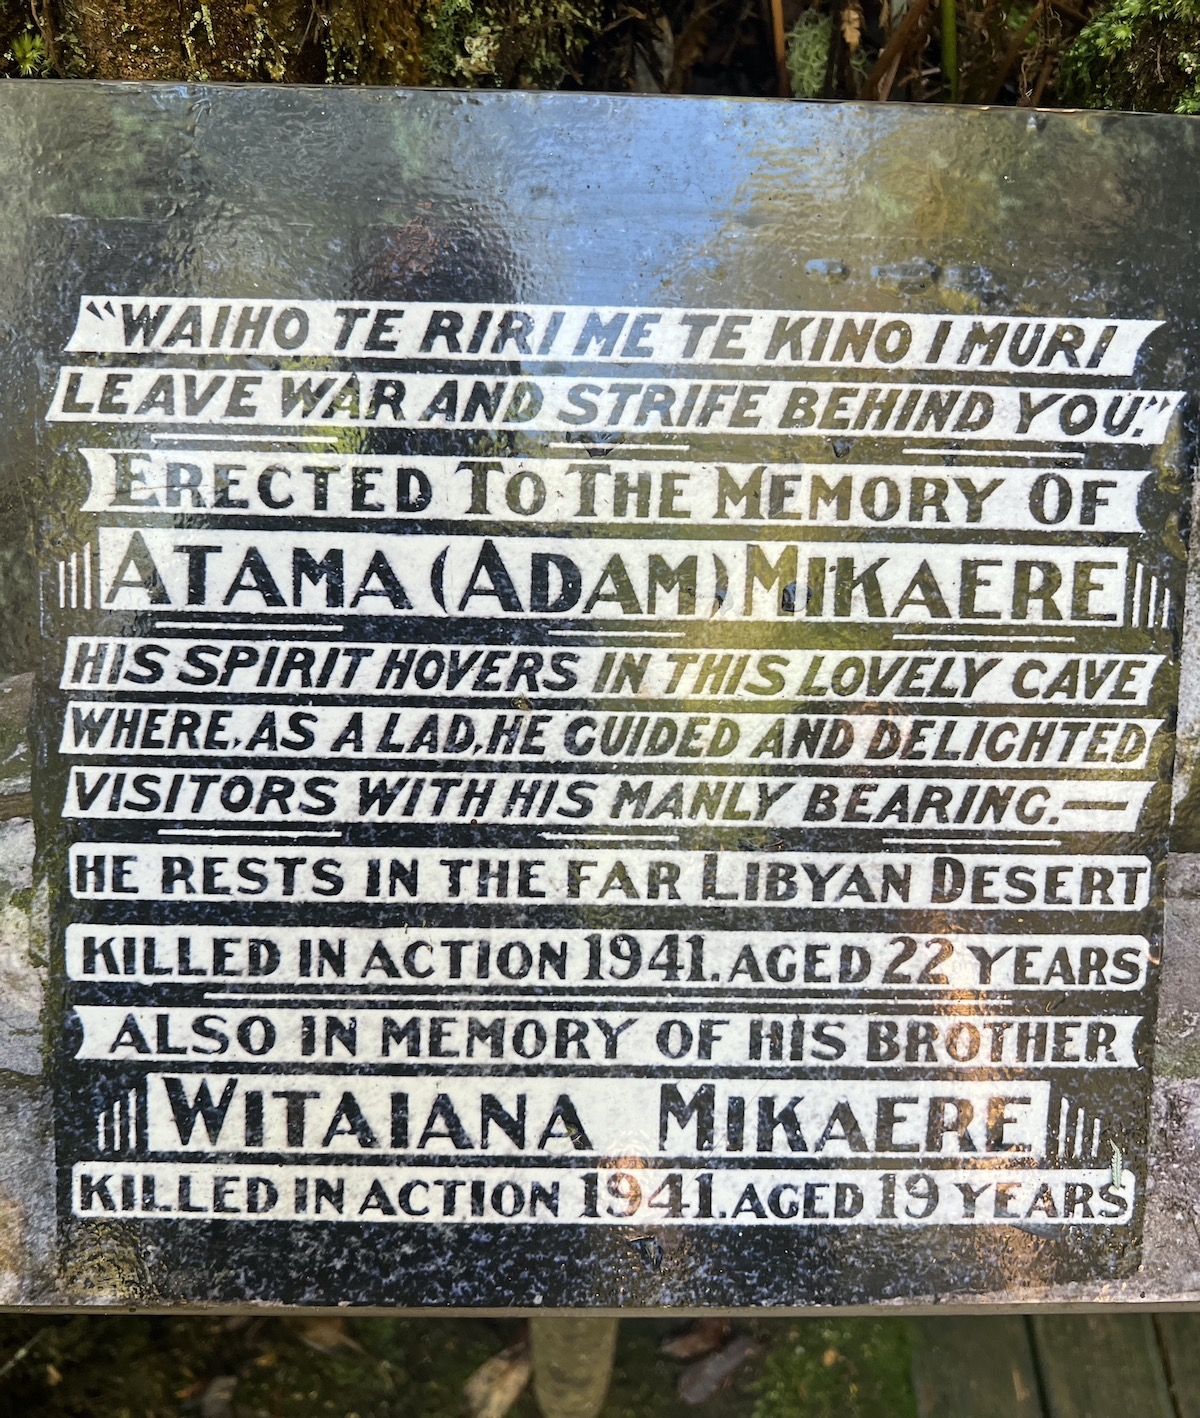 “WAIHO TE RIRI ME TE KINO I MURI
LEAVE WAR AND STRIFE BEHIND YOU.”
ERECTED TO THE MEMORY OF
ATAMA (ADAM) MIKAERE
HIS SPIRIT HOVERS IN THIS LOVELY CAVE
WHERE, AS A LAD, HE GUIDED AND DELIGHTED
VISITORS WITH HIS MANLY BEARING.—
HE RESTS IN THE FAR LIBYAN DESERT
KILLED IN ACTION 1941. AGED 22 YEARS
ALSO IN MEMORY OF HIS BROTHER
WITAIANA MIKAERE
KILLED IN ACTION 1941. AGED 19 YEARS